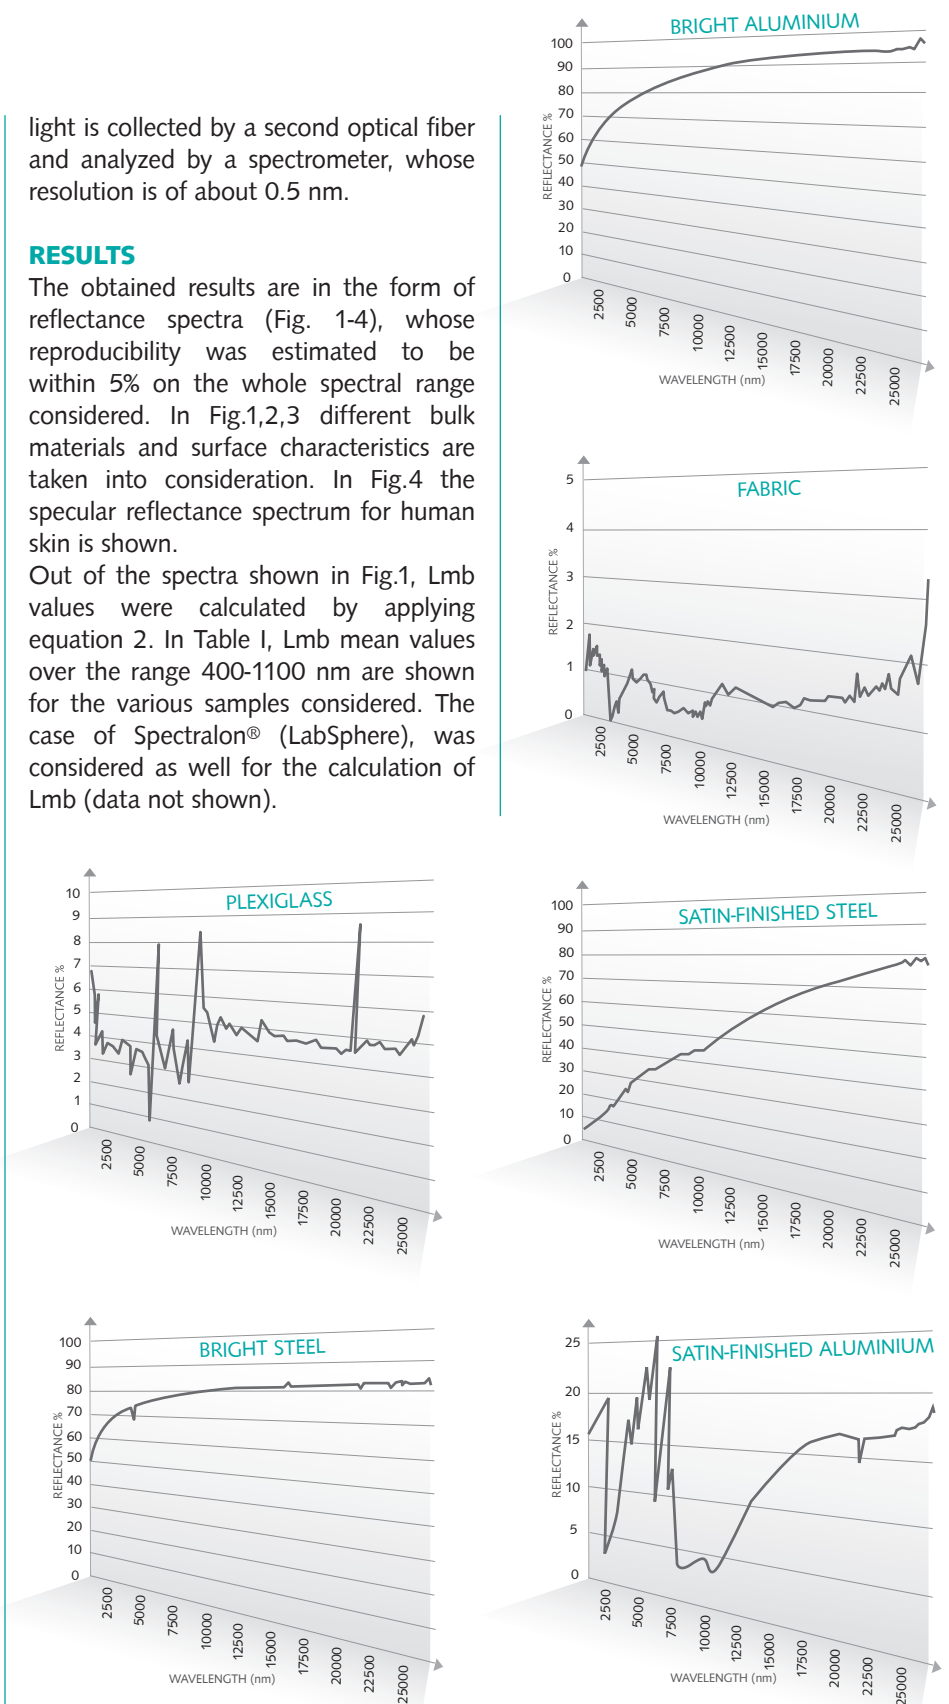 light is collected by a second optical fiber
and analyzed by a spectrometer, whose
resolution is of about 0.5 nm.
RESULTS
The obtained results are in the form of
reflectance spectra (Fig. 1-4), whose
reproducibility was estimated to be
within 5% on the whole spectral range
considered. In Fig.1,2,3 different bulk
materials and surface characteristics are
taken into consideration. In Fig.4 the
specular reflectance spectrum for human
skin is shown.
Out of the spectra shown in Fig.1, Lmb
values were calculated by applying
equation 2. In Table I, Lmb mean values
over the range 400-1100 nm are shown
for the various samples considered. The
case of Spectralon® (LabSphere), was
considered as well for the calculation of
Lmb (data not shown).
BRIGHT ALUMINIUM
REFLECTANCE %
100
90
80
70
60
50
40
30
20
10
0
2500
5000
7500
10000
12500
15000
17500
20000
22500
25000
WAVELENGTH (nm)
FABRIC
REFLECTANCE %
5
4
3
2
1
0
2500
5000
7500
10000
12500
15000
17500
20000
22500
25000
WAVELENGTH (nm)
PLEXIGLASS
REFLECTANCE %
10
9
8
7
6
5
4
3
2
1
0
2500
5000
7500
10000
12500
15000
17500
20000
22500
25000
WAVELENGTH (nm)
SATIN-FINISHED STEEL
REFLECTANCE %
100
90
80
70
60
50
40
30
20
10
0
2500
5000
7500
10000
12500
15000
17500
20000
22500
25000
WAVELENGTH (nm)
BRIGHT STEEL
REFLECTANCE %
100
90
80
70
60
50
40
30
20
10
0
2500
5000
7500
10000
12500
15000
17500
20000
22500
25000
WAVELENGTH (nm)
SATIN-FINISHED ALUMINIUM
REFLECTANCE %
25
20
15
10
5
0
2500
5000
7500
10000
12500
15000
17500
20000
22500
25000
WAVELENGTH (nm)